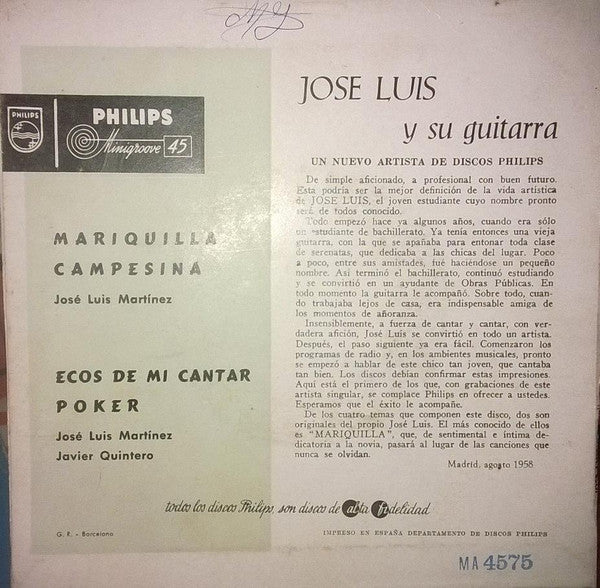 PHILIPS
PHILIPS
Minigroove 45
JOSE LUIS
y su guitarra
UN NUEVO ARTISTA DE DISCOS PHILIPS
De simple aficionado, a profesional con buen futuro.
Esta podría ser la mejor definición de la vida artística
de JOSE LUIS, el joven estudiante cuyo nombre pronto
será de todos conocido.
Todo empezó hace ya algunos años, cuando era sólo
un estudiante de bachillerato. Ya tenía entonces una vieja
guitarra, con la que se apañaba para entonar toda clase
de serenatas, que dedicaba a las chicas del lugar. Poco
a poco, entre sus amistades, fué haciéndose un pequeño
nombre. Así terminó el bachillerato, continuó estudiando
y se convirtió en un ayudante de Obras Públicas. En
todo momento la guitarra le acompañó. Sobre todo, cuan-
do trabajaba lejos de casa, era indispensable amiga de
los momentos de añoranza.
Insensiblemente, a fuerza de cantar y cantar, con ver-
dadera afición, José Luis se convirtió en todo un artista.
Después, el paso siguiente ya era fácil. Comenzaron los
programas de radio y, en los ambientes musicales, pronto
se empezó a hablar de este chico tan joven, que cantaba
tan bien. Los discos debían confirmar estas impresiones.
Aquí está el primero de los que, con grabaciones de este
artista singular, se complace Philips en ofrecer a ustedes.
Esperamos que el éxito le acompañe.
De los cuatro temas que componen este disco, dos son
originales del propio José Luis. El más conocido de ellos
es "MARIQUILLA", que, de sentimental e íntima de-
dicatoria a la novia, pasará al lugar de las canciones que
nunca se olvidan.
Madrid, agosto 1958
MARIQUILLA
CAMPESINA
José Luis Martínez
ECOS DE MI CANTAR
POKER
José Luis Martínez
Javier Quintero
todos los discos Philips, son discos de alta fidelidad
G. R. - Barcelona
IMPRESO EN ESPAÑA DEPARTAMENTO DE DISCOS PHILIPS
MA 4575